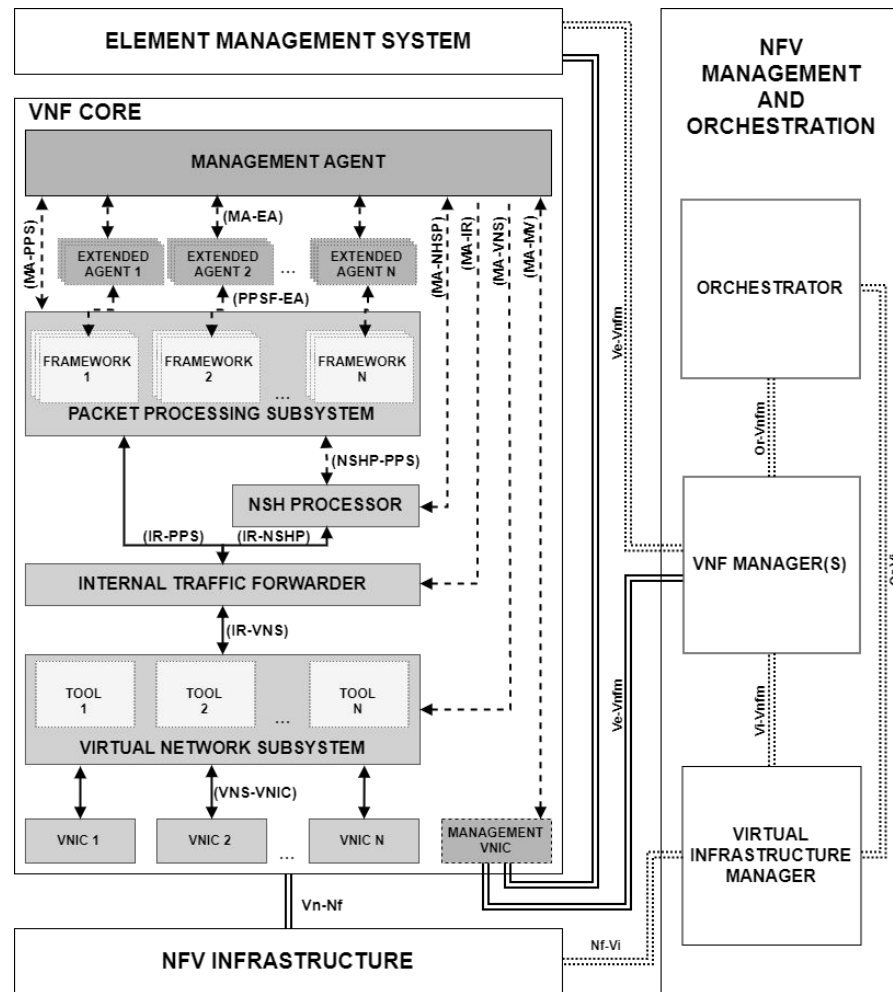 ELEMENT MANAGEMENT SYSTEM
NFV
MANAGEMENT
AND
ORCHESTRATION
VNF CORE
MANAGEMENT AGENT
(MA-PPS)
(MA-EA)
(MA-NHSP)
(MA-IR)
(MA-VNS)
(MA-MV)
EXTENDED
AGENT 1
EXTENDED
AGENT 2
...
EXTENDED
AGENT N
(PPSF-EA)
FRAMEWORK
1
FRAMEWORK
2
...
FRAMEWORK
N
PACKET PROCESSING SUBSYSTEM
(NSHP-PPS)
NSH PROCESSOR
(IR-PPS)
(IR-NSHP)
INTERNAL TRAFFIC FORWARDER
(IR-VNS)
TOOL
1
TOOL
2
...
TOOL
N
VIRTUAL NETWORK SUBSYSTEM
(VNS-VNIC)
VNIC 1
VNIC 2
...
VNIC N
MANAGEMENT
VNIC
Vn-Nf
NFV INFRASTRUCTURE
Ve-Vnfm
Ve-Vnfm
ORCHESTRATOR
Or-Vnfm
VNF MANAGER(S)
Vi-Vnfm
VIRTUAL
INFRASTRUCTURE
MANAGER
Nf-Vi